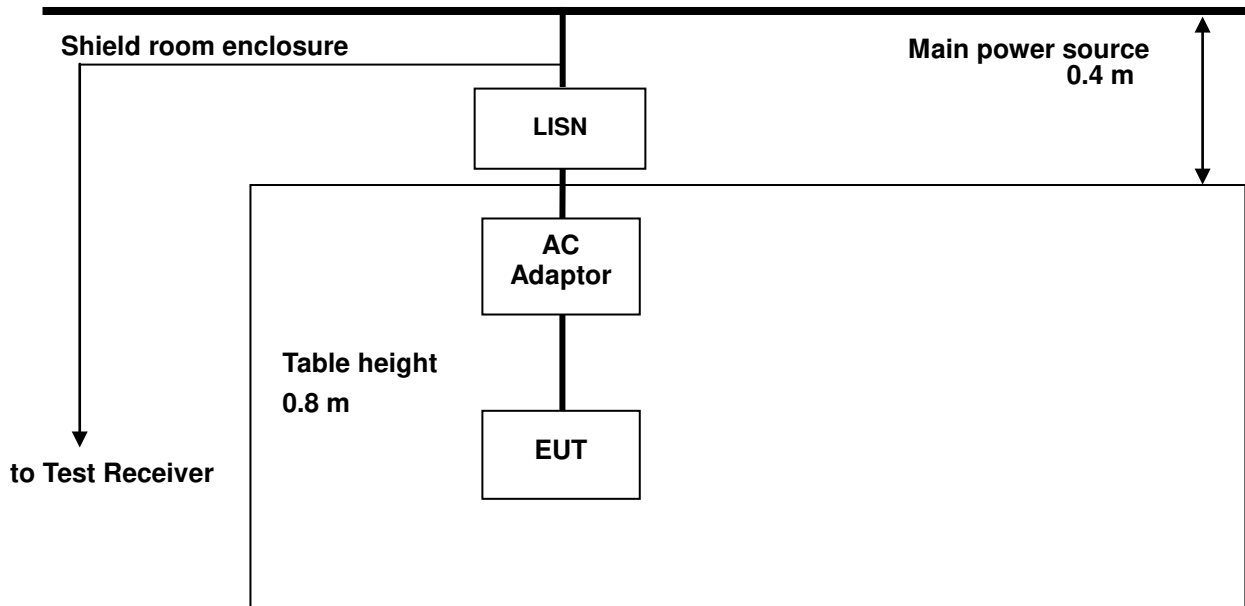 Shield room enclosure
Main power source
0.4 m
LISN
AC
Adaptor
Table height
0.8 m
EUT
to Test Receiver